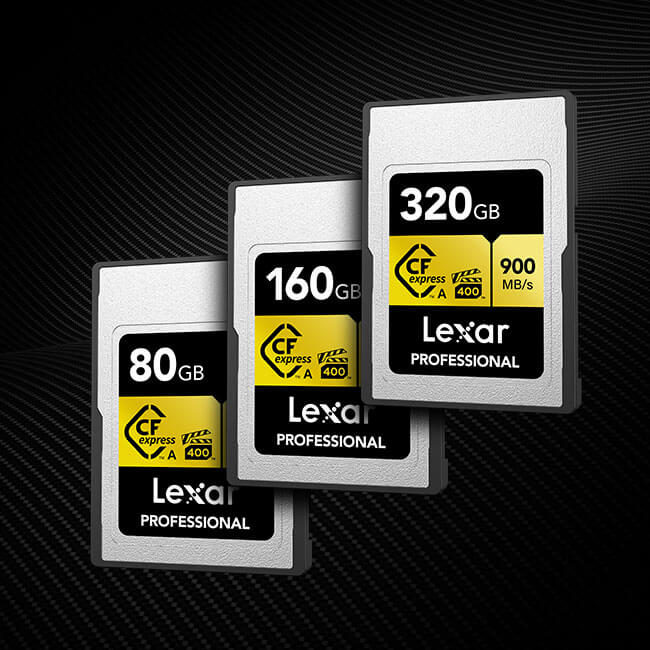 320GB
CF
express
A
400
900
MB/s
Lexar
PROFESSIONAL
160GB
CF
express
A
400
Lexar
PROFESSIONAL
80GB
CF
express
A
400
Lexar
PROFESSIONAL